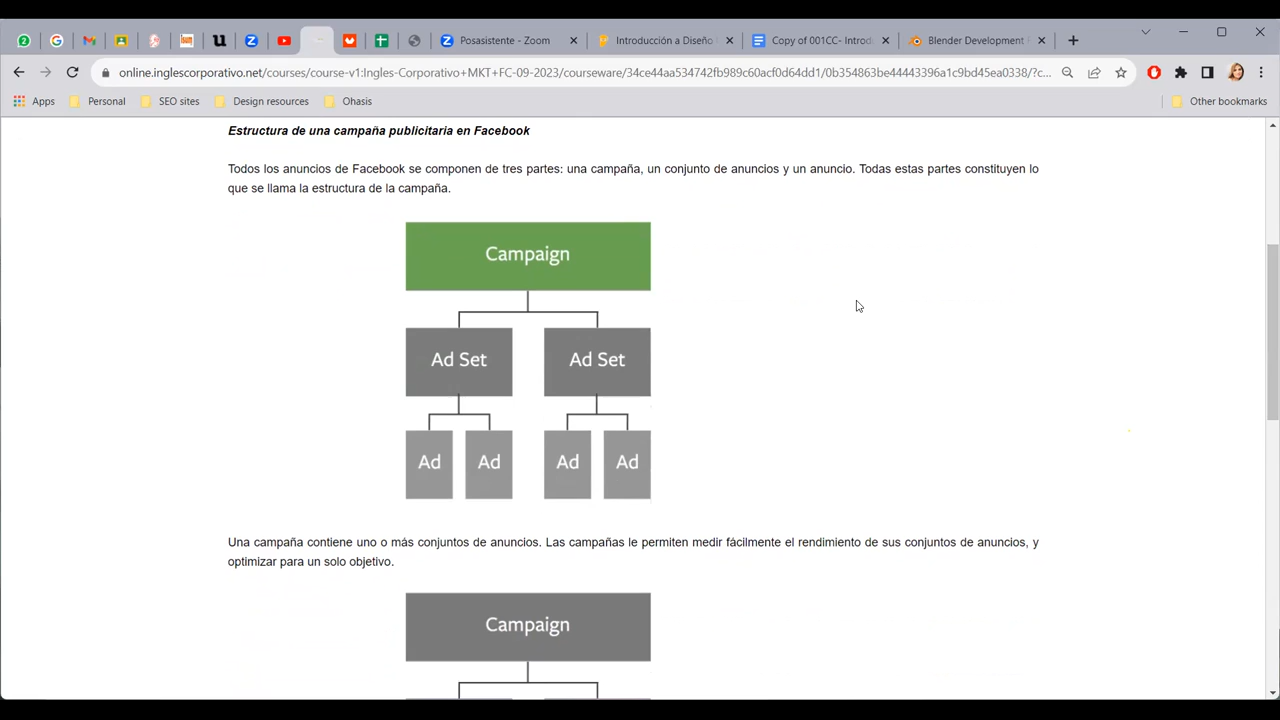 2
Posasistente - Zoom
Introducción a Diseño
Copy of 001CC- Introd
Blender Development
online.inglescorporativo.net/courses/course-v1:Ingles-Corporativo+MKT+FC-09-2023/courseware/34ce44aa534742fb989c60acf0d64dd1/0b354863be44443396a1c9bd45ea0338/?c...
Apps
Personal
SEO sites
Design resources
Ohasis
Other bookmarks
Estructura de una campaña publicitaria en Facebook
Todos los anuncios de Facebook se componen de tres partes: una campaña, un conjunto de anuncios y un anuncio. Todas estas partes constituyen lo
que se llama la estructura de la campaña.
Campaign
Ad Set
Ad Set
Ad
Ad
Ad
Ad
Una campaña contiene uno o más conjuntos de anuncios. Las campañas le permiten medir fácilmente el rendimiento de sus conjuntos de anuncios, y
optimizar para un solo objetivo.
Campaign